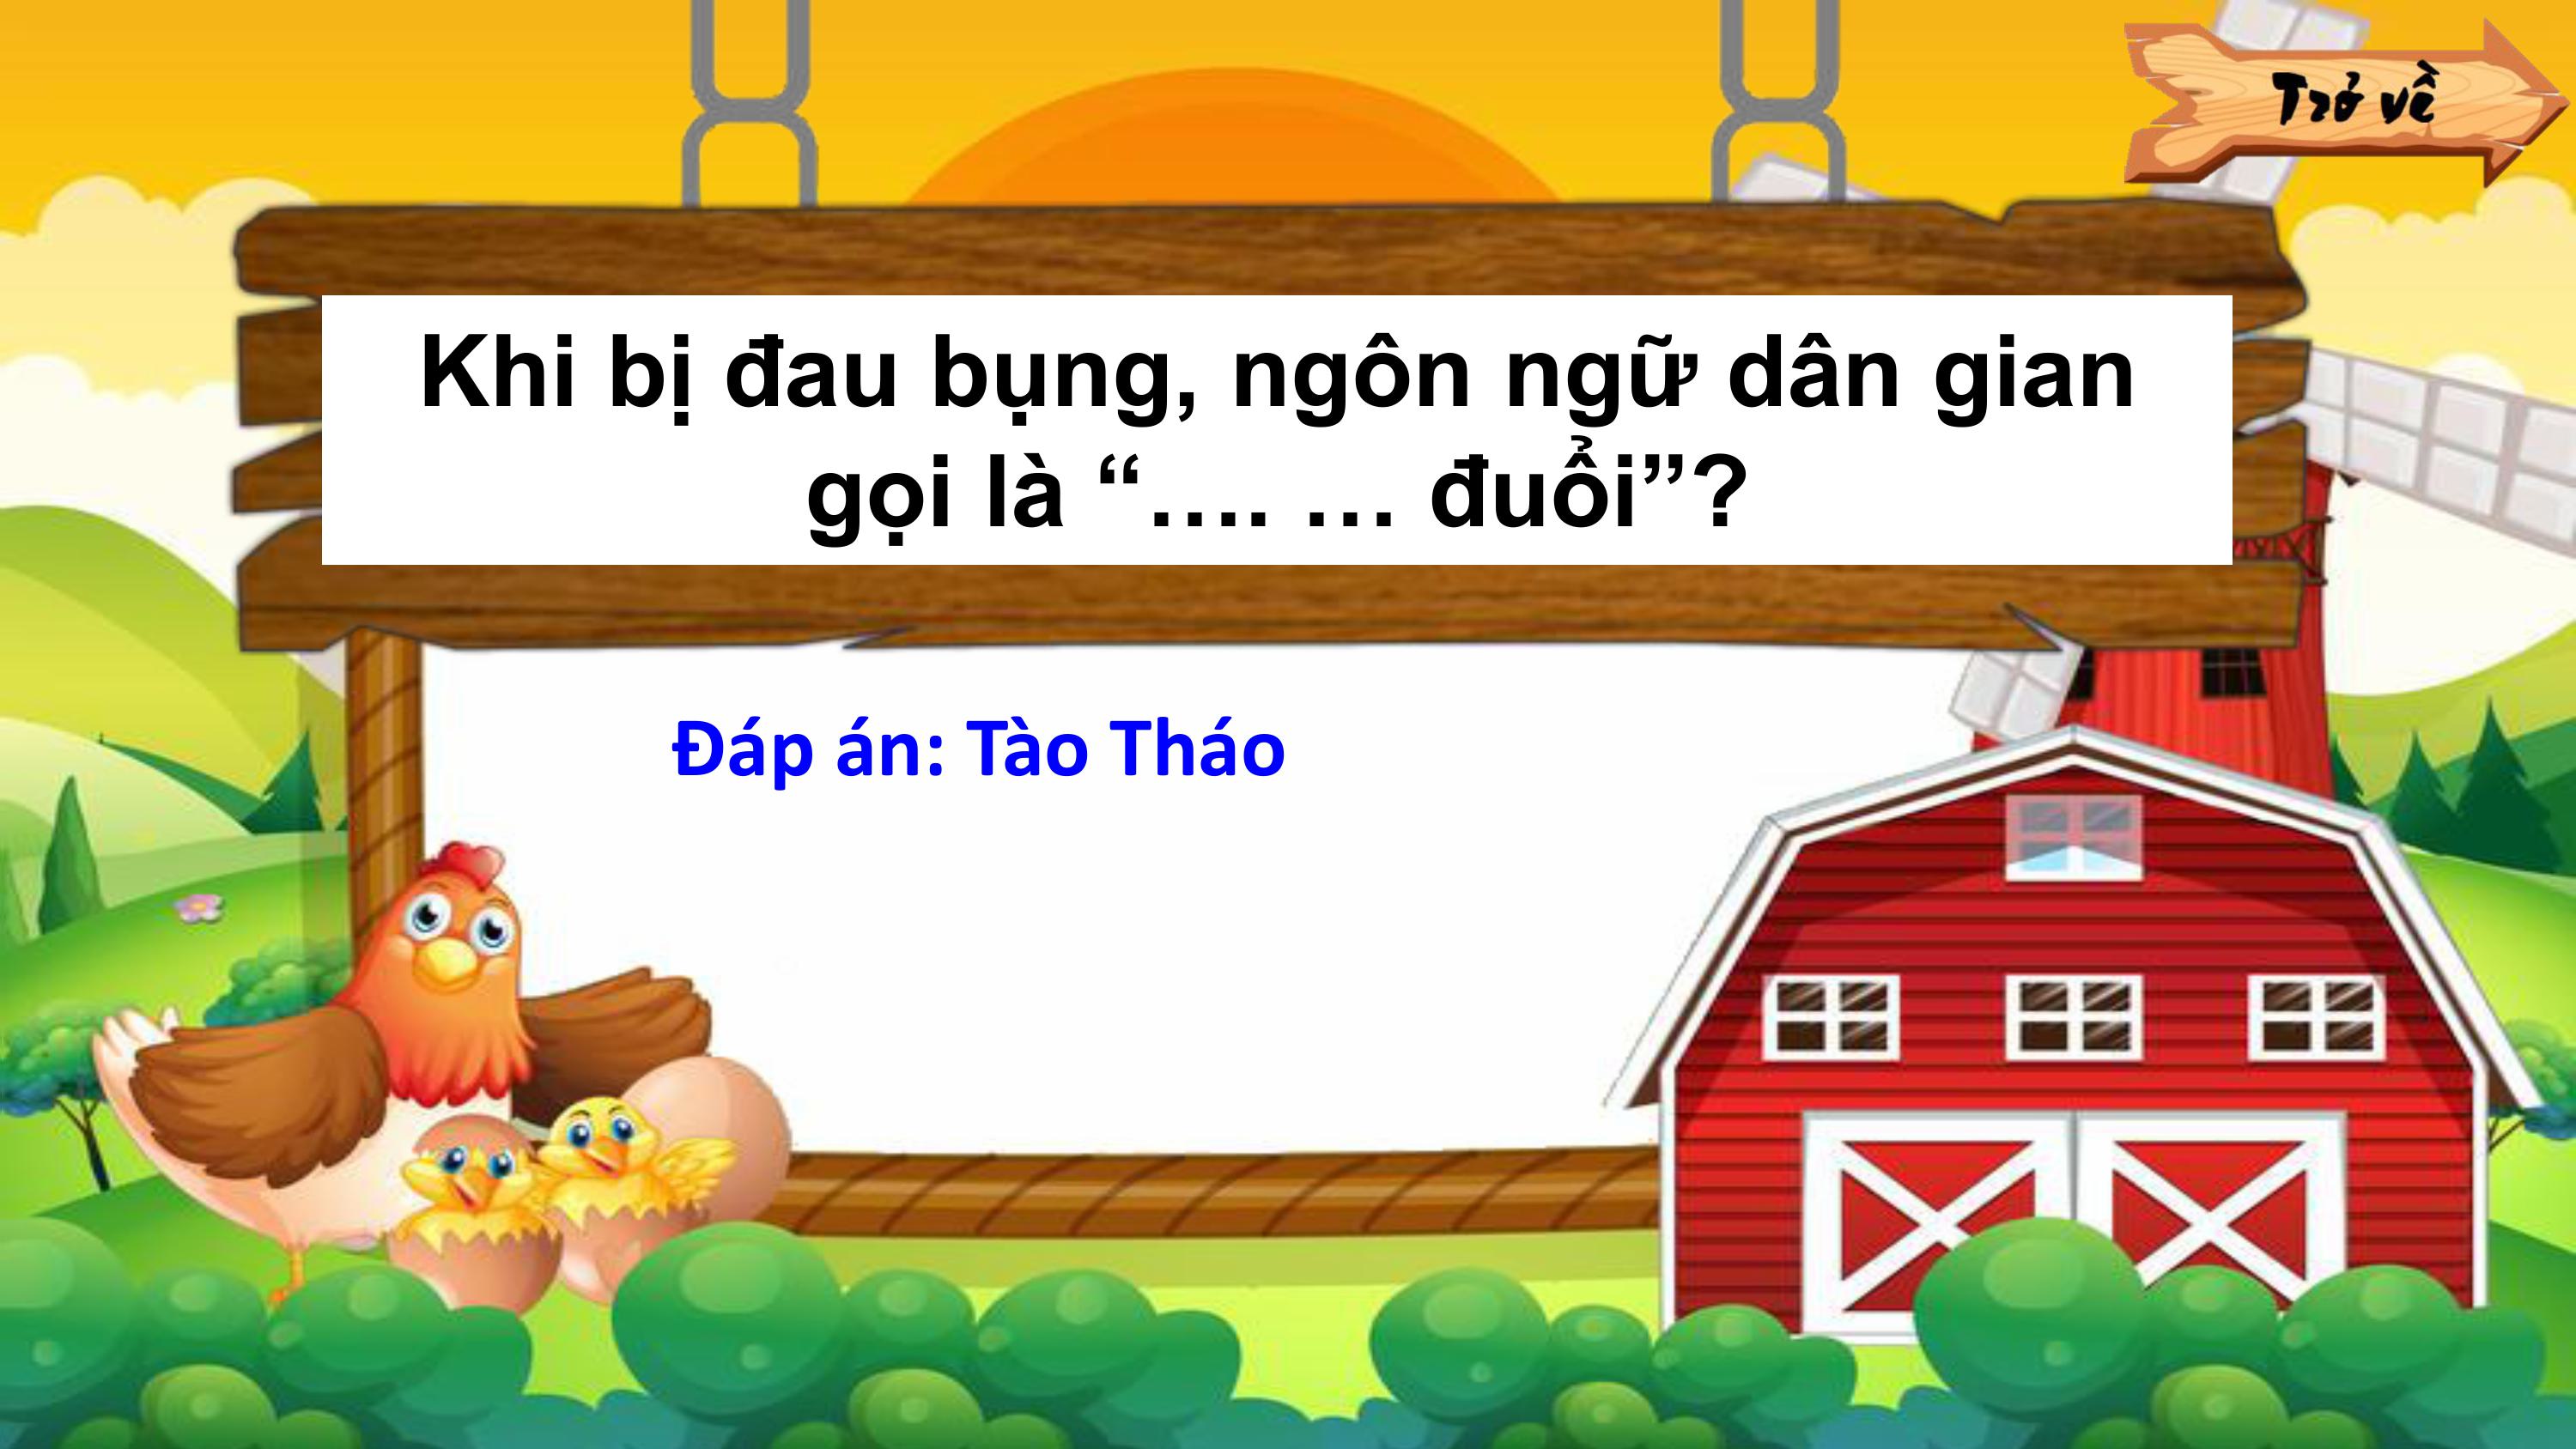 Trở về
Khi bị đau bụng, ngôn ngữ dân gian
gọi là “…. … đuổi”?
Đáp án: Tào Tháo